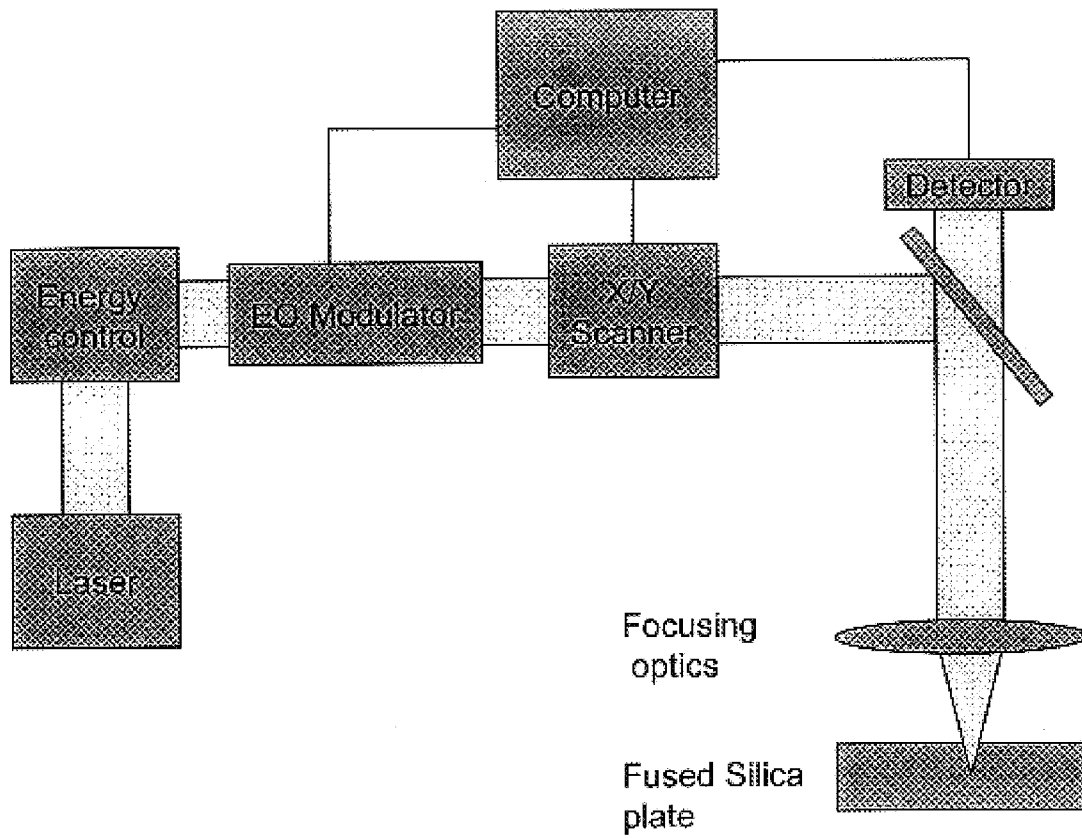 Computer
Detector
Energy
control
EO Modulator
X/Y
Scanner
Laser
Focusing
optics
Fused Silica
plate